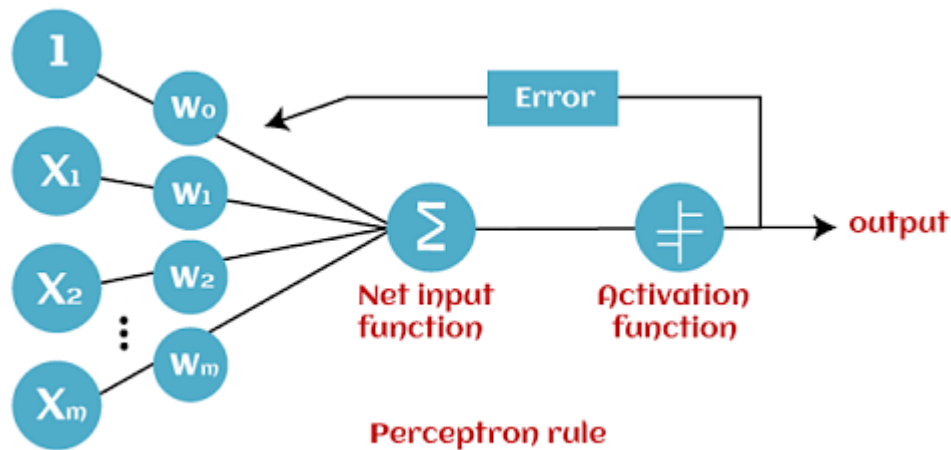 1
W₀
Error
X₁
W₁
Σ
output
X₂
W₂
Net input
function
Activation
function
Xₘ
Wₘ
Perceptron rule